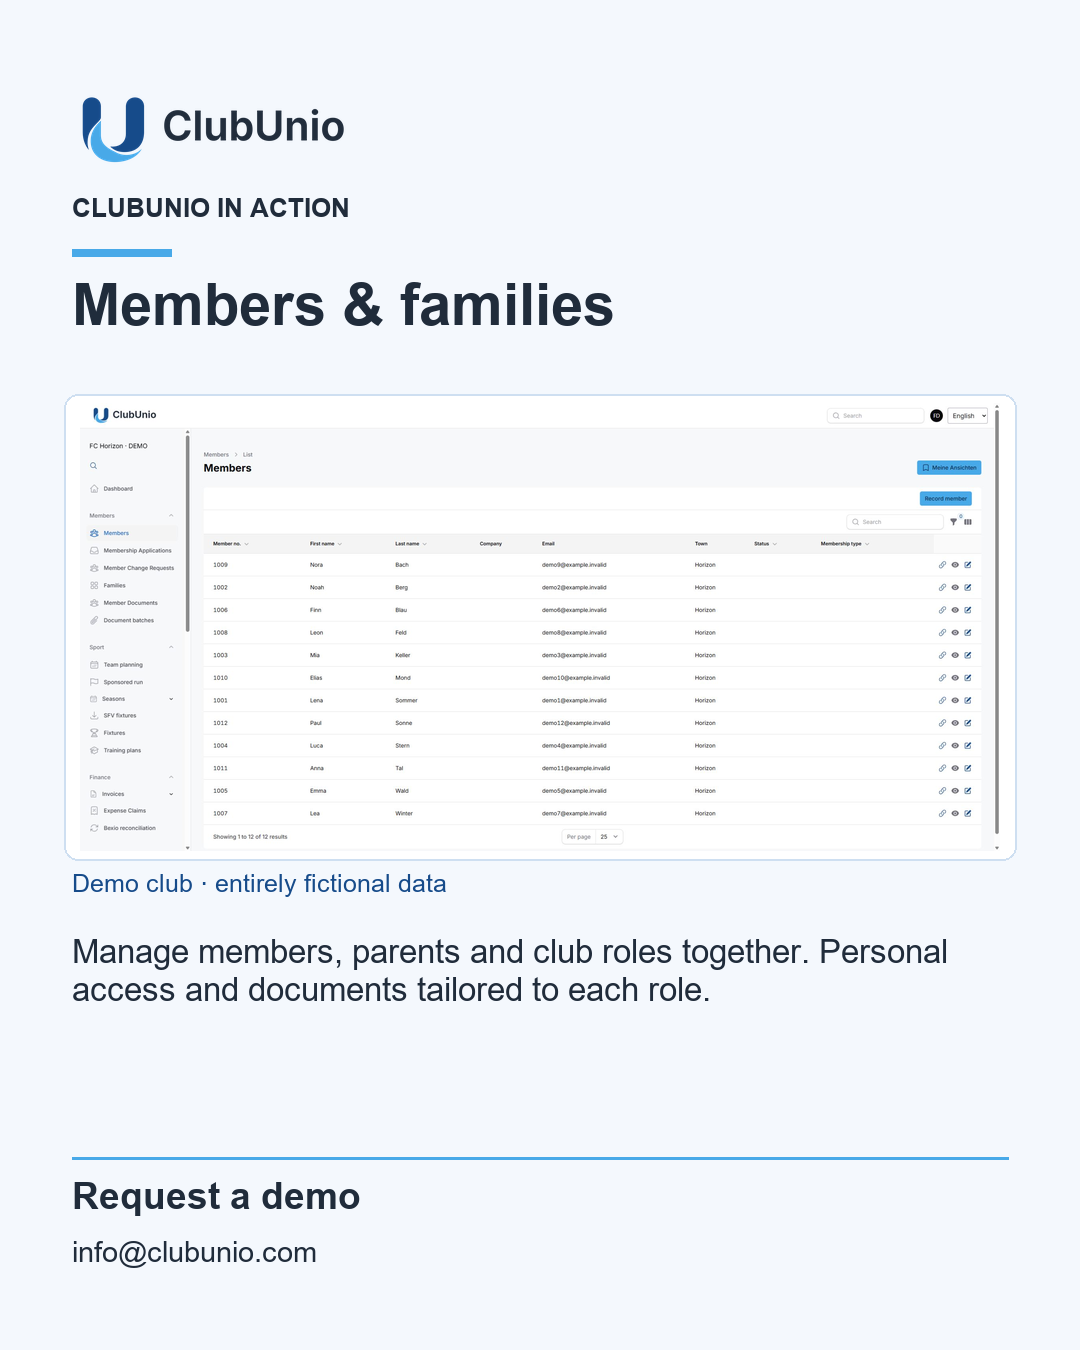 ClubUnio
CLUBUNIO IN ACTION
Members & families
ClubUnio
Search
FD
English
FC Horizon · DEMO
Dashboard
Members
Members
Membership Applications
Member Change Requests
Families
Member Documents
Document batches
Sport
Team planning
Sponsored run
Seasons
SFV fixtures
Fixtures
Training plans
Finance
Invoices
Expense Claims
Bexio reconciliation
Members > List
Members
Meine Ansichten
Record member
Search
0
Member no. First name Last name Company Email Town Status Membership type
1009 Nora Bach demo9@example.invalid Horizon
1002 Noah Berg demo2@example.invalid Horizon
1006 Finn Blau demo6@example.invalid Horizon
1008 Leon Feld demo8@example.invalid Horizon
1003 Mia Keller demo3@example.invalid Horizon
1010 Elias Mond demo10@example.invalid Horizon
1001 Lena Sommer demo1@example.invalid Horizon
1012 Paul Sonne demo12@example.invalid Horizon
1004 Luca Stern demo4@example.invalid Horizon
1011 Anna Tal demo11@example.invalid Horizon
1005 Emma Wald demo5@example.invalid Horizon
1007 Lea Winter demo7@example.invalid Horizon
Showing 1 to 12 of 12 results
Per page 25
Demo club · entirely fictional data
Manage members, parents and club roles together. Personal
access and documents tailored to each role.
Request a demo
info@clubunio.com